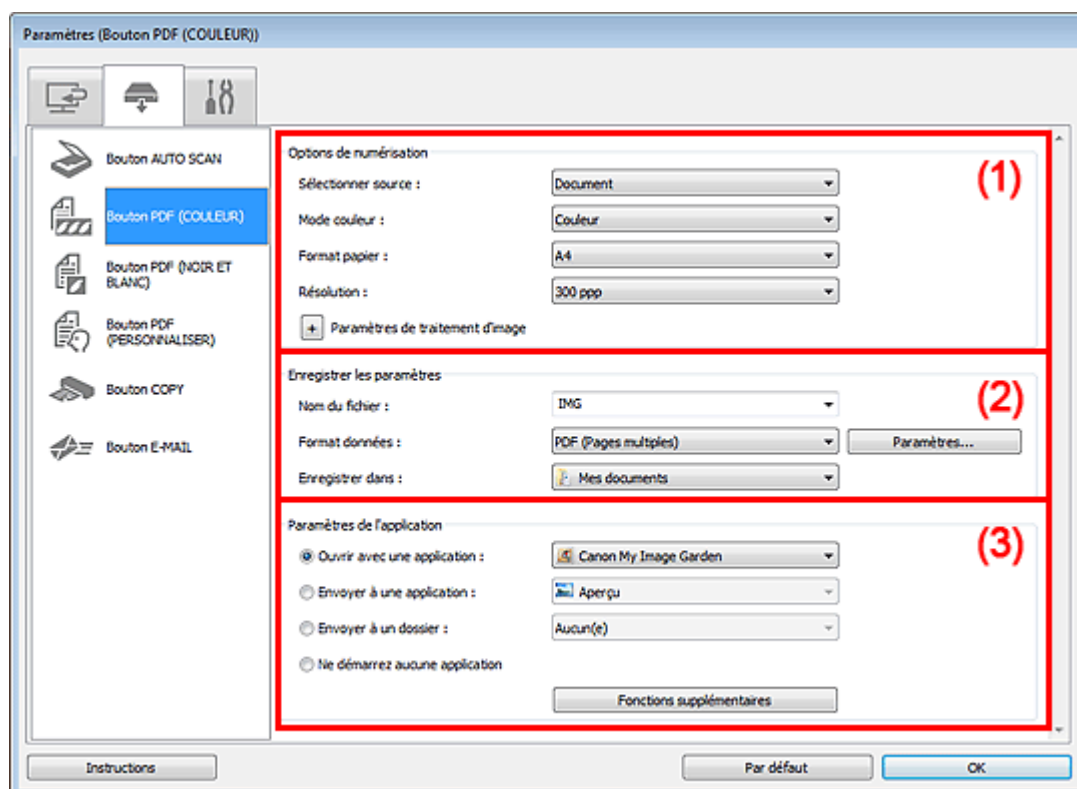 Paramètres (Bouton PDF (COULEUR))
Bouton AUTO SCAN
Bouton PDF (COULEUR)
Bouton PDF (NOIR ET
BLANC)
Bouton PDF
(PERSONNALISER)
Bouton COPY
Bouton E-MAIL
Options de numérisation
(1)
Sélectionner source : Document
Mode couleur : Couleur
Format papier : A4
Résolution : 300 ppp
+ Paramètres de traitement d'image
Enregistrer les paramètres
(2)
Nom du fichier : IMG
Format données : PDF (Pages multiples) Paramètres...
Enregistrer dans : Mes documents
Paramètres de l'application
(3)
Ouvrir avec une application : Canon My Image Garden
Envoyer à une application : Aperçu
Envoyer à un dossier : Aucun(e)
Ne démarrez aucune application
Fonctions supplémentaires
Instructions Par défaut OK